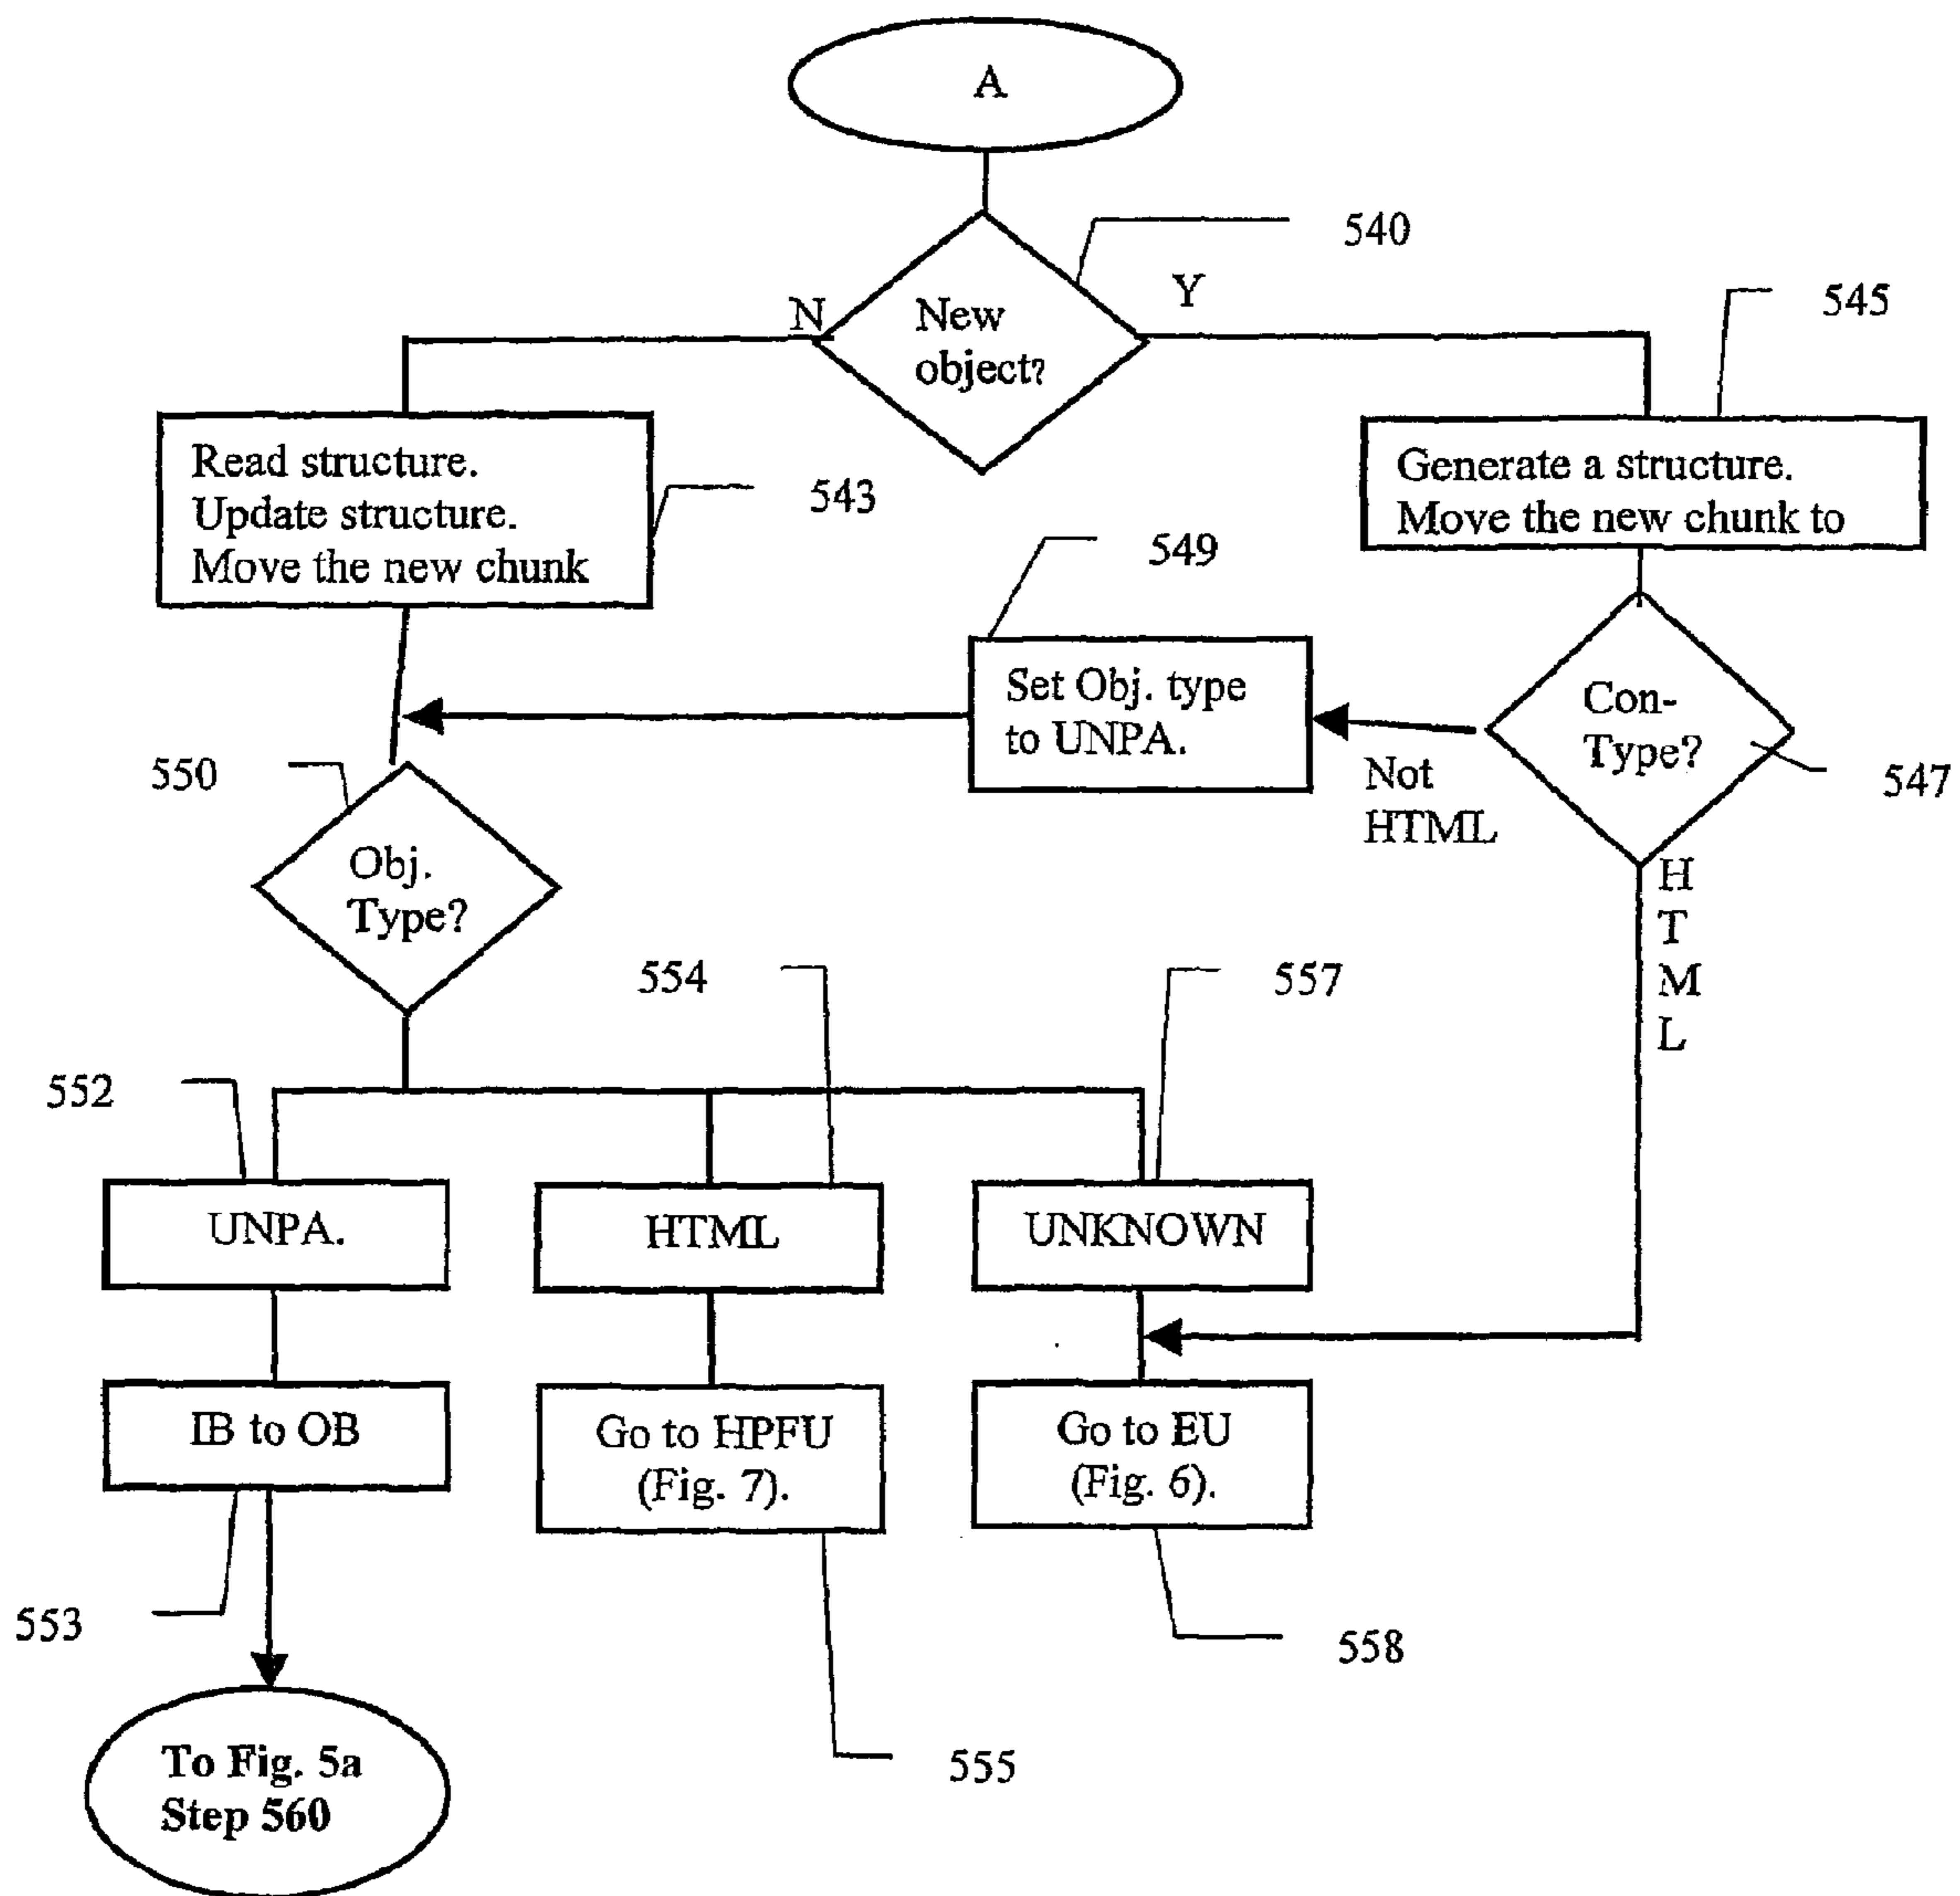 A
540
N
Y
New
object?
545
Read structure.
Update structure.
Move the new chunk
543
Generate a structure.
Move the new chunk to
549
Set Obj. type
to UNPA.
Con-
Type?
547
Not
HTML
550
Obj.
Type?
H
T
M
L
554
557
552
UNPA.
HTML
UNKNOWN
IB to OB
Go to HPFU
(Fig. 7).
Go to EU
(Fig. 6).
553
558
555
To Fig. 5a
Step 560